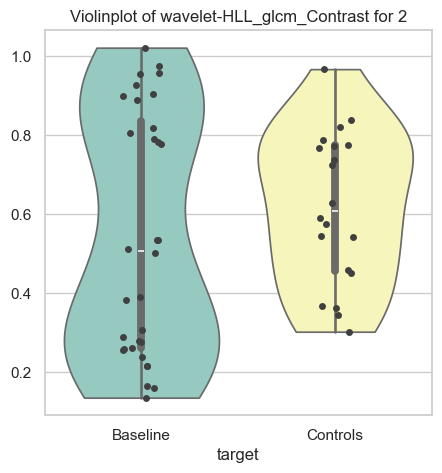 Violinplot of wavelet-HLL_glcm_Contrast for 2
1.0
0.8
0.6
0.4
0.2
Baseline Controls
target